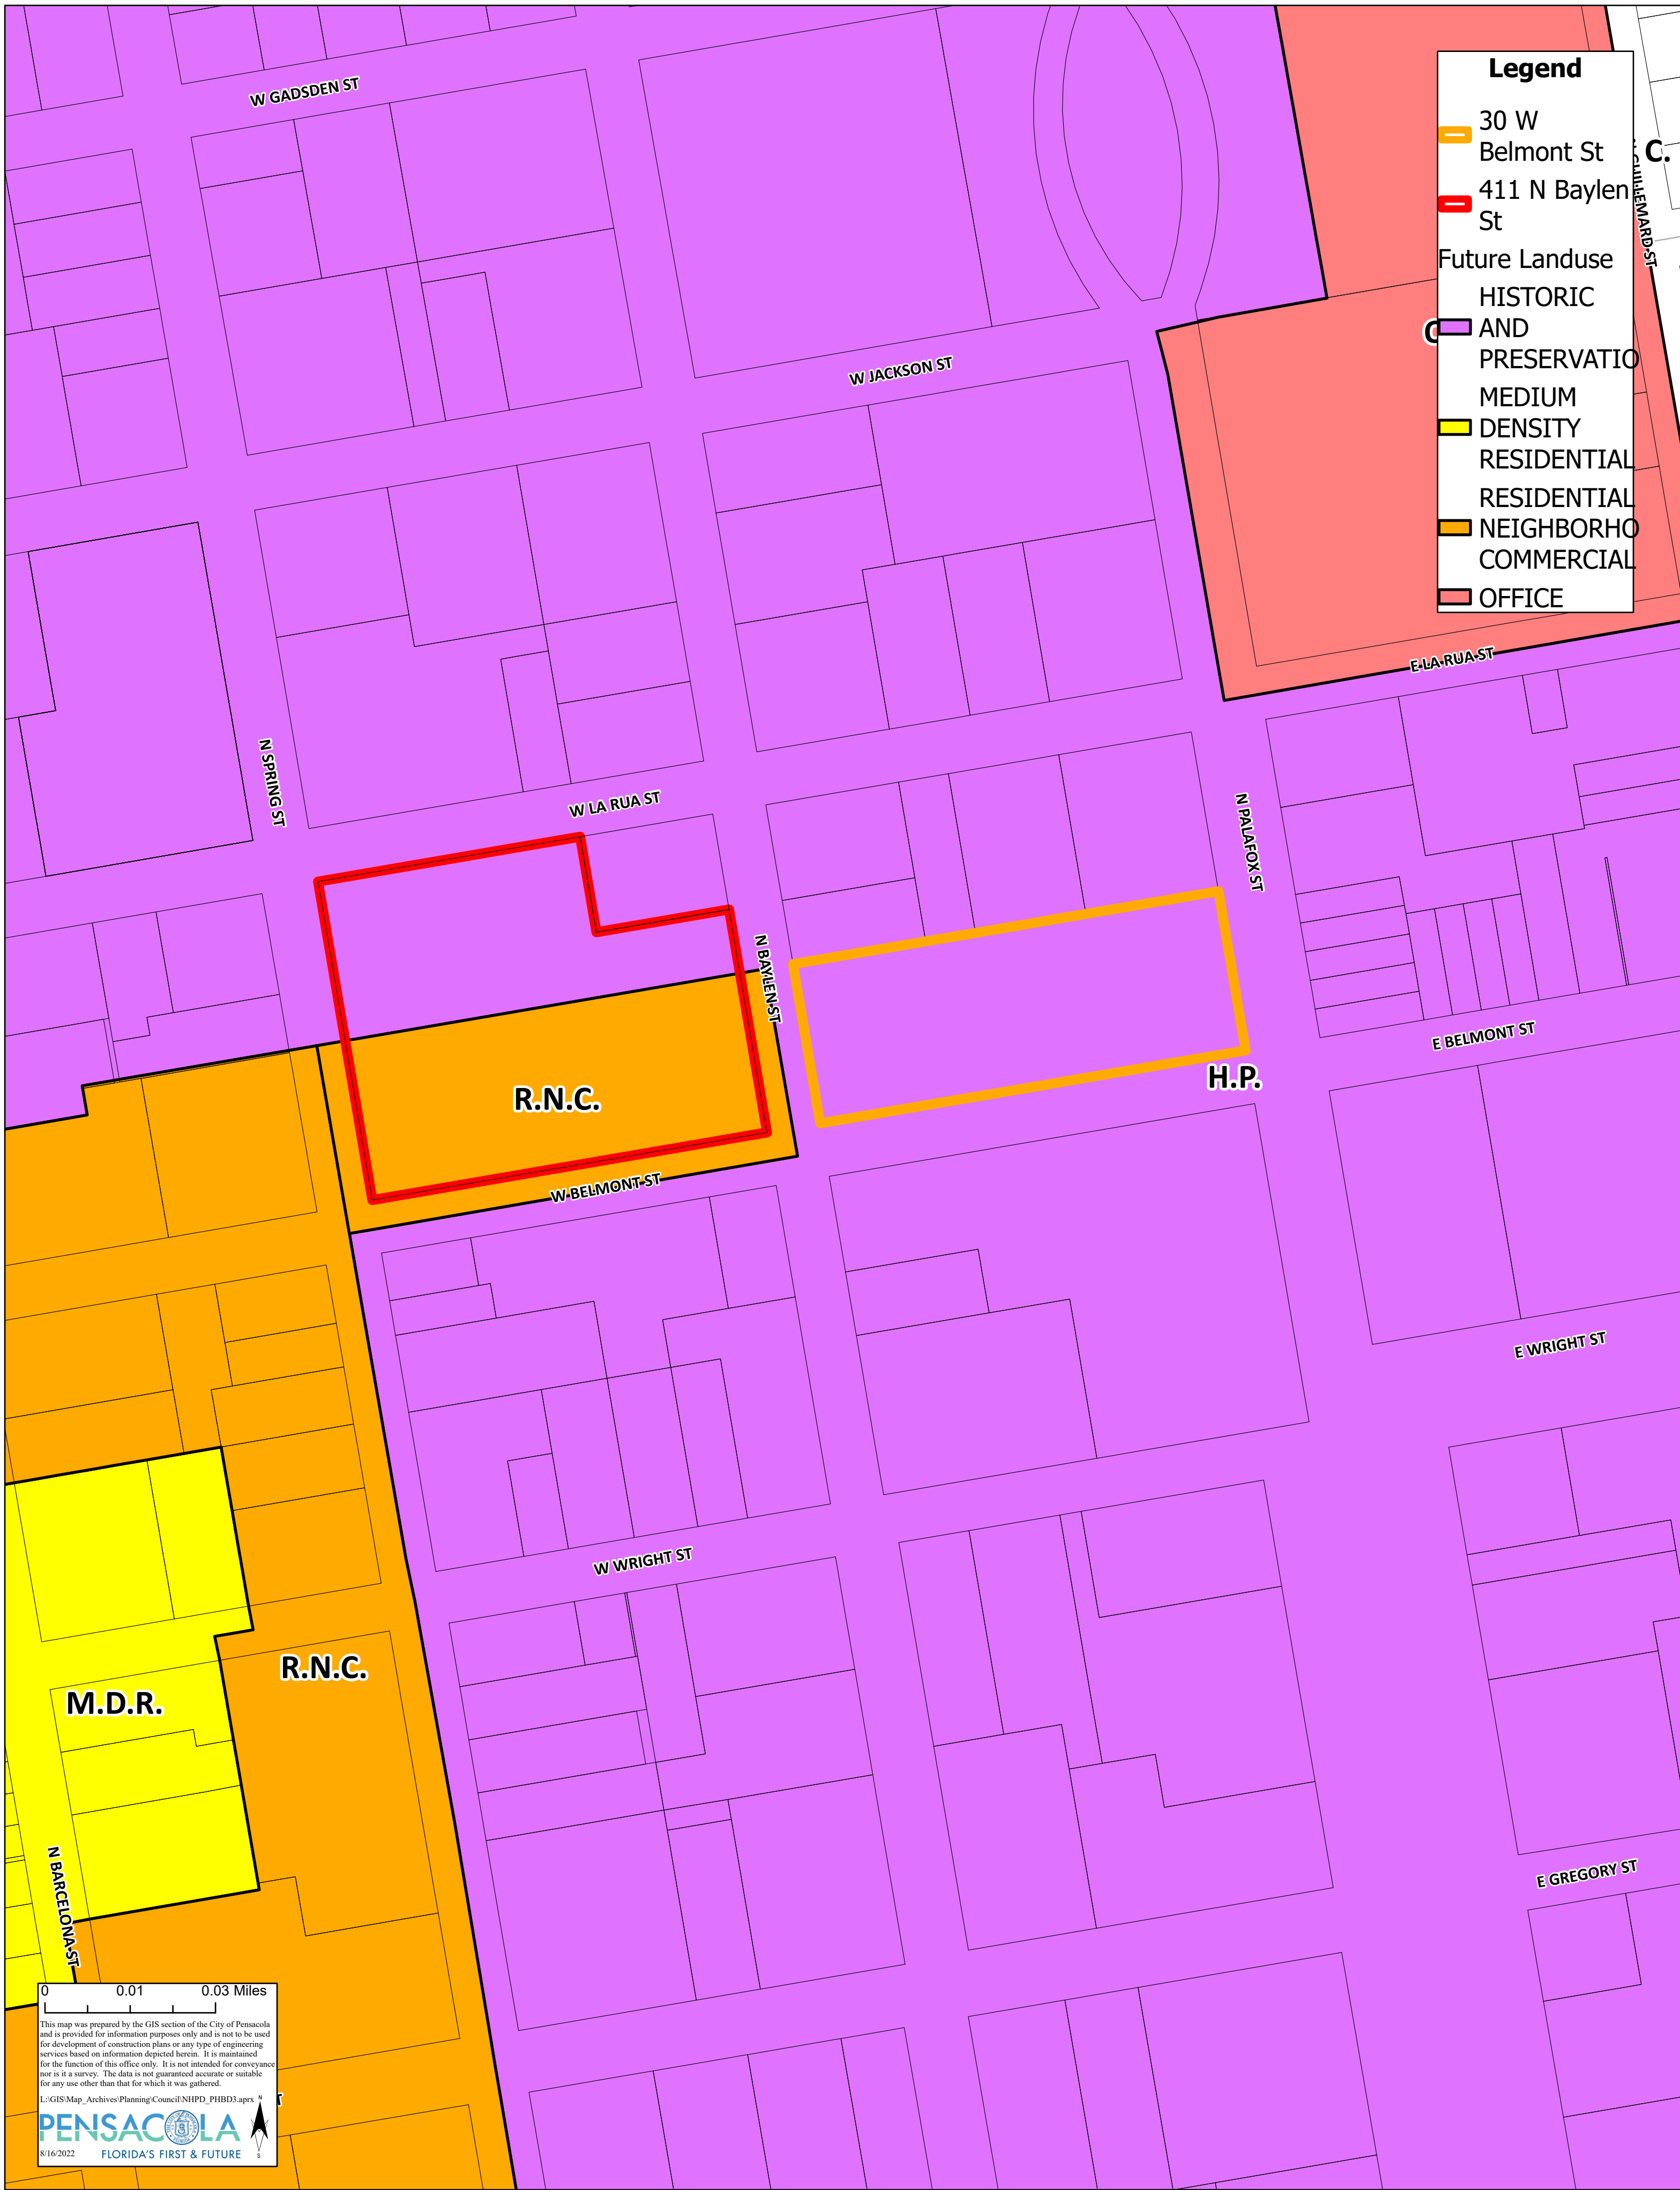 W GADSDEN ST
Legend
30 W
Belmont St
411 N Baylen
St
Future Landuse
HISTORIC
AND
PRESERVATIO
MEDIUM
DENSITY
RESIDENTIAL
RESIDENTIAL
NEIGHBORHO
COMMERCIAL
OFFICE
C.
W JACKSON ST
E LA RUA ST
N SPRING ST
W LA RUA ST
N PALAFOX ST
N BAYLEN ST
E BELMONT ST
H.P.
R.N.C.
W BELMONT ST
E WRIGHT ST
W WRIGHT ST
R.N.C.
M.D.R.
N BARCELONA ST
E GREGORY ST
0 0.01 0.03 Miles
This map was prepared by the GIS section of the City of Pensacola
and is provided for information purposes only and is not to be used
for development of construction plans or any type of engineering
services based on information depicted herein. It is maintained
for the function of this office only. It is not intended for conveyance
nor is it a survey. The data is not guaranteed accurate or suitable
for any use other than that for which it was gathered.
L:\GIS\Map_Archives\Planning\Council\NHPD_PHBD3.aprx
N
PENSACOLA
S
8/16/2022 FLORIDA'S FIRST & FUTURE